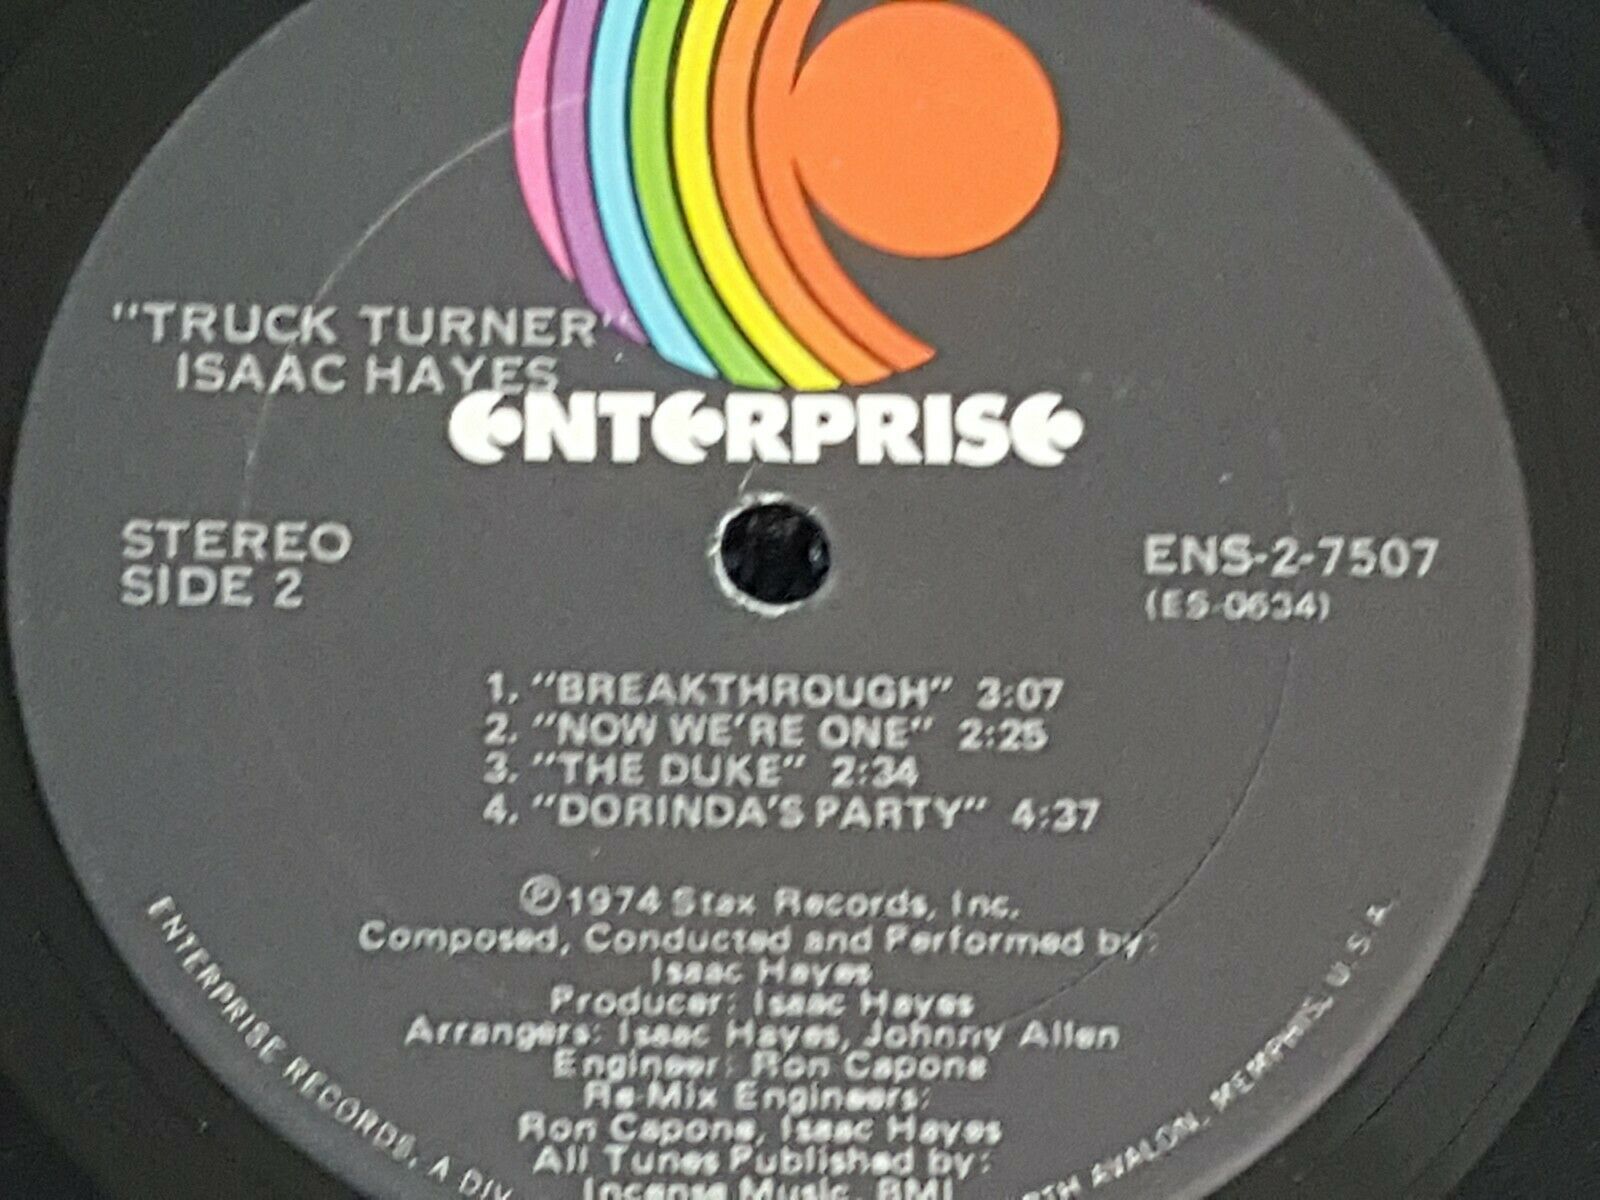 "TRUCK TURNER"
ISAAC HAYES
enTERPRISE
STEREO
SIDE 2
ENS-2-7507
(ES-0634)
1. "BREAKTHROUGH" 3:07
2. "NOW WE'RE ONE" 2:25
3. "THE DUKE" 2:34
4. "DORINDA'S PARTY" 4:37
℗1974 Stax Records, Inc.
Composed, Conducted and Performed by:
Isaac Hayes
Producer: Isaac Hayes
Arrangers: Isaac Hayes, Johnny Allen
Engineer: Ron Capone
Re-Mix Engineers:
Ron Capone, Isaac Hayes
All Tunes Published by:
Incense Music, BMI
ENTERPRISE RECORDS, A DIV
AVALON, MEMPHIS, U.S.A.